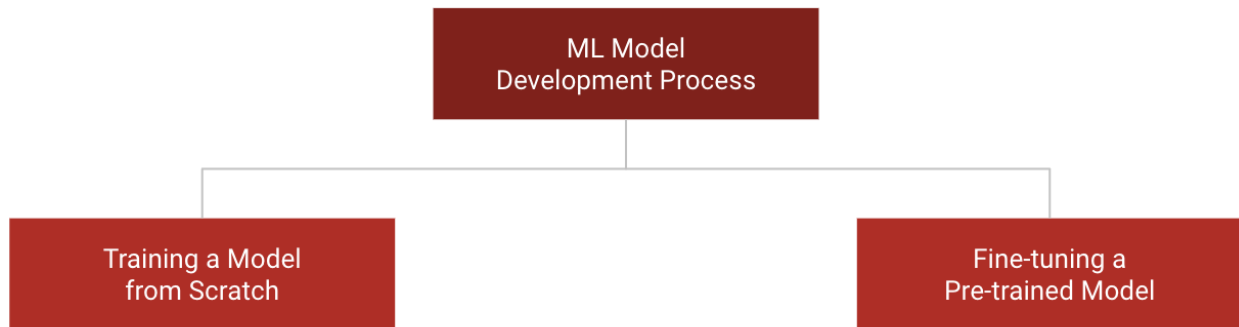 ML Model
Development Process
Training a Model
from Scratch
Fine-tuning a
Pre-trained Model